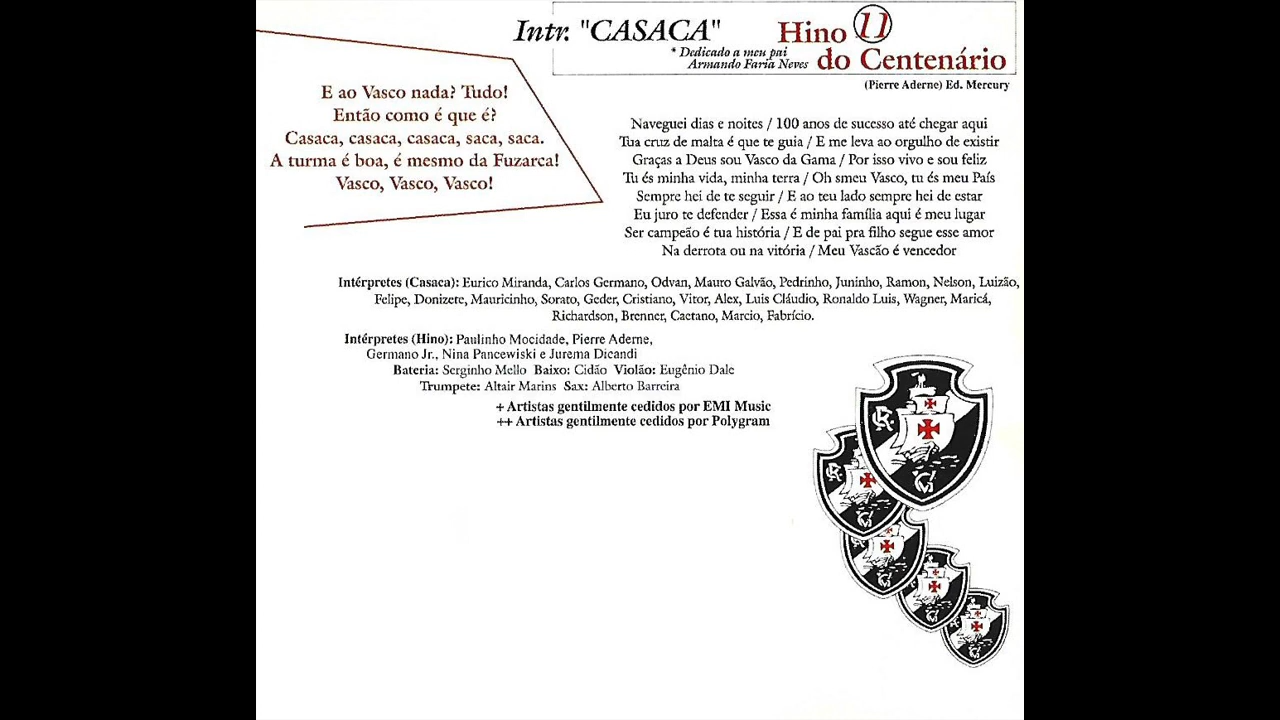 Intr. "CASACA"
* Dedicado a meu pai
Armando Faria Neves
Hino 11
do Centenário
(Pierre Aderne) Ed. Mercury
E ao Vasco nada? Tudo!
Então como é que é?
Casaca, casaca, casaca, saca, saca.
A turma é boa, é mesmo da Fuzarca!
Vasco, Vasco, Vasco!
Naveguei dias e noites / 100 anos de sucesso até chegar aqui
Tua cruz de malta é que te guia / E me leva ao orgulho de existir
Graças a Deus sou Vasco da Gama / Por isso vivo e sou feliz
Tu és minha vida, minha terra / Oh smeu Vasco, tu és meu País
Sempre hei de te seguir / E ao teu lado sempre hei de estar
Eu juro te defender / Essa é minha família aqui é meu lugar
Ser campeão é tua história / E de pai pra filho segue esse amor
Na derrota ou na vitória / Meu Vascão é vencedor
Intérpretes (Casaca): Eurico Miranda, Carlos Germano, Odvan, Mauro Galvão, Pedrinho, Juninho, Ramon, Nelson, Luizão,
Felipe, Donizete, Mauricinho, Sorato, Geder, Cristiano, Vitor, Alex, Luis Cláudio, Ronaldo Luis, Wagner, Maricá,
Richardson, Brenner, Caetano, Marcio, Fabrício.
Intérpretes (Hino): Paulinho Mocidade, Pierre Aderne,
Germano Jr., Nina Pancewiski e Jurema Dicandi
Bateria: Serginho Mello Baixo: Cidão Violão: Eugênio Dale
Trumpete: Altair Marins Sax: Alberto Barreira
+ Artistas gentilmente cedidos por EMI Music
++ Artistas gentilmente cedidos por Polygram